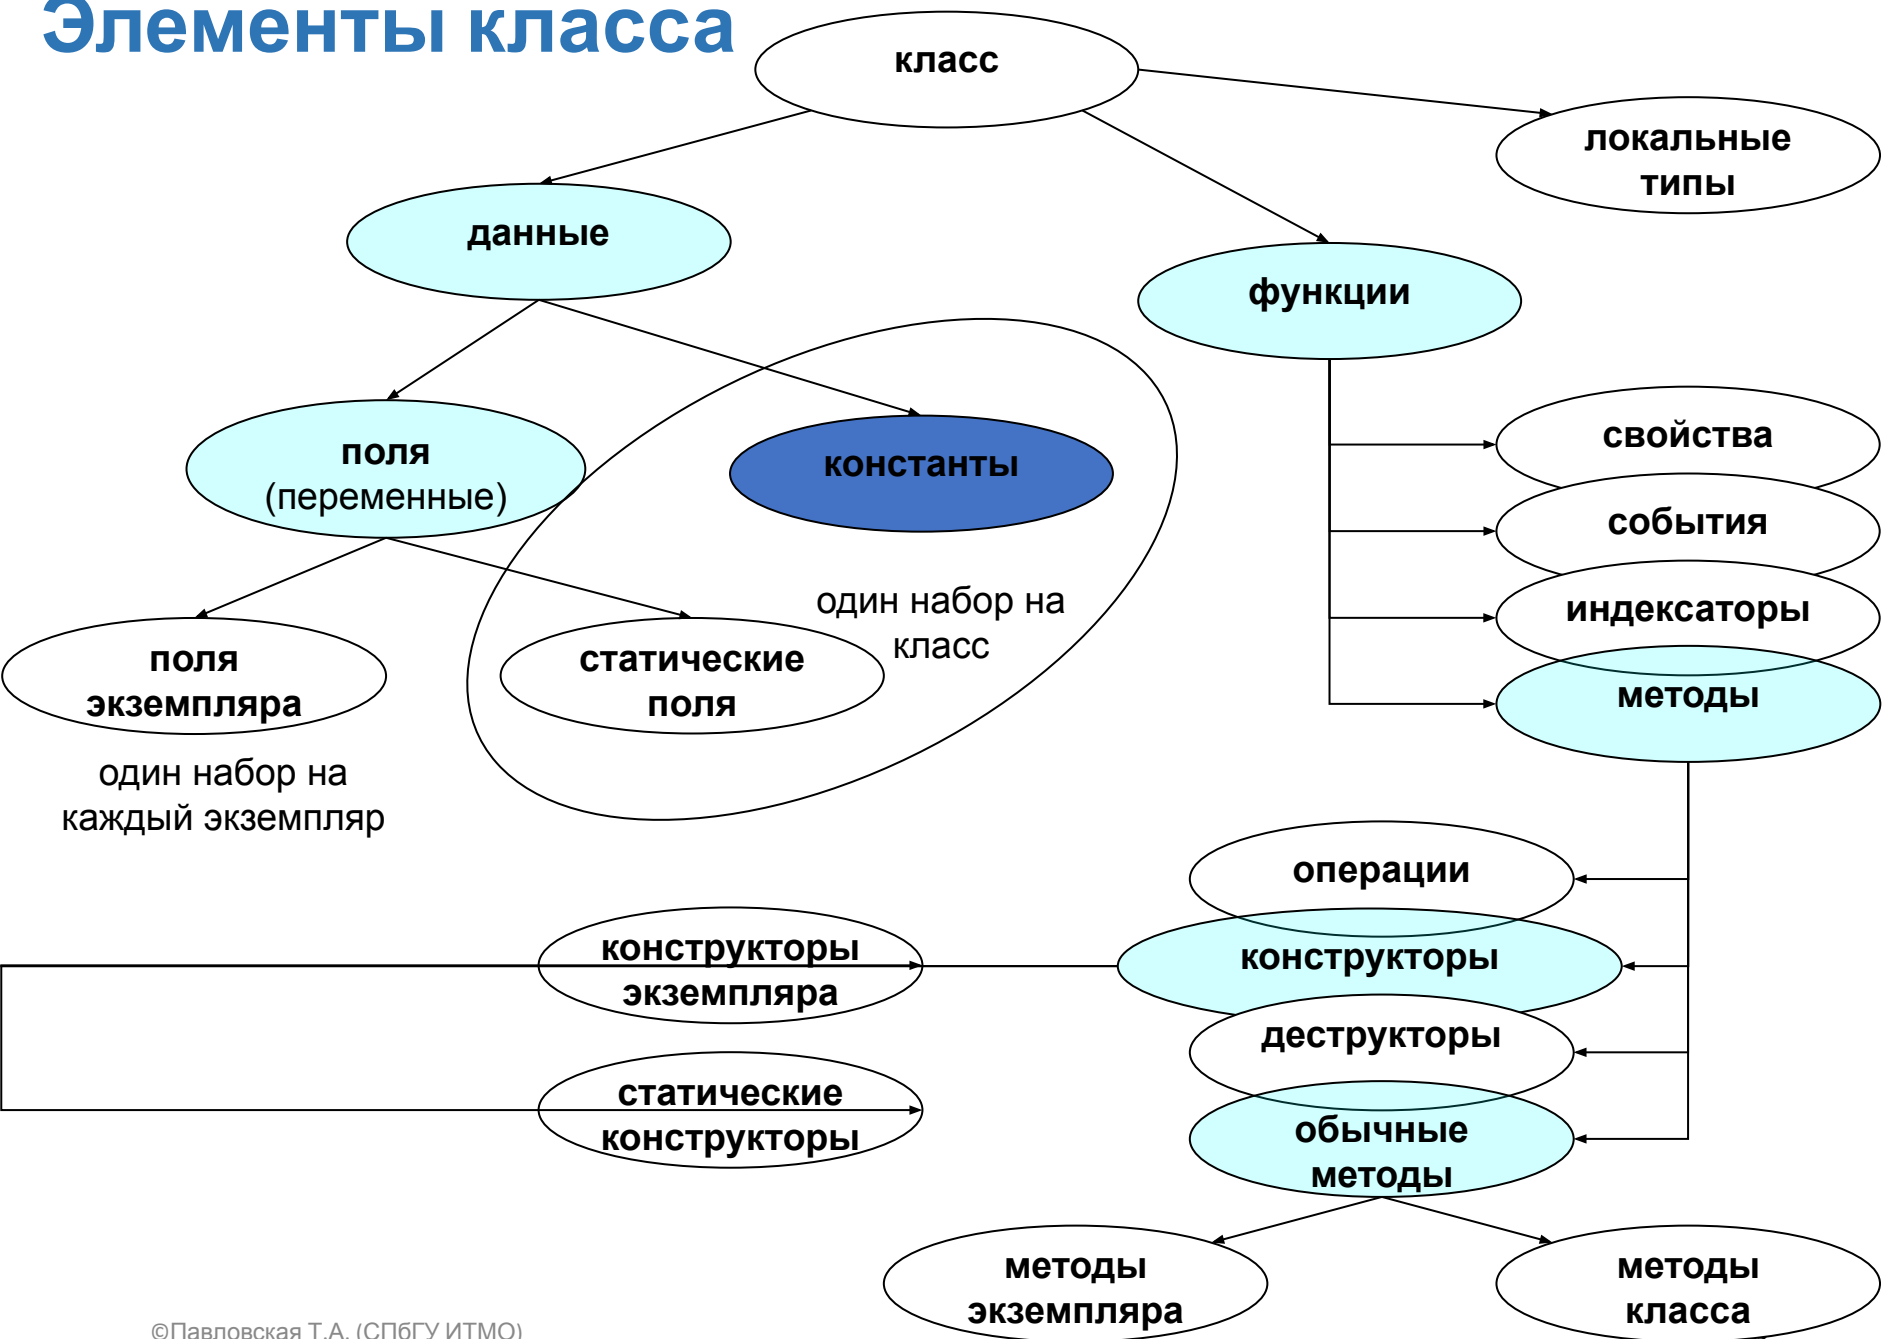 Элементы класса
класс
локальные
типы
данные
функции
поля
(переменные)
константы
свойства
события
индексаторы
методы
один набор на
класс
поля
экземпляра
статические
поля
один набор на
каждый экземпляр
операции
конструкторы
деструкторы
обычные
методы
конструкторы
экземпляра
статические
конструкторы
методы
экземпляра
методы
класса
©Павловская Т.А. (СПбГУ ИТМО)